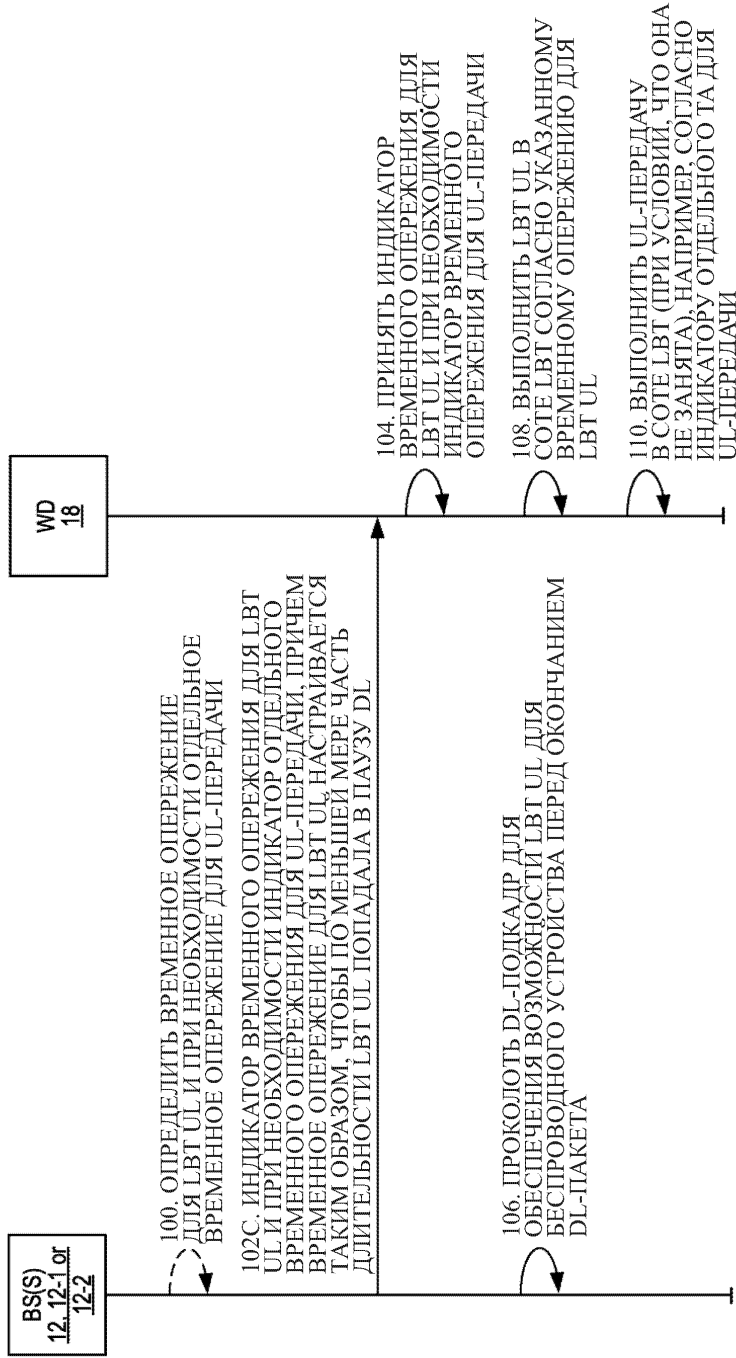 BS(S)
12, 12-1 or
12-2
WD
18
100. ОПРЕДЕЛИТЬ ВРЕМЕННОЕ ОПЕРЕЖЕНИЕ
ДЛЯ LBT UL И ПРИ НЕОБХОДИМОСТИ ОТДЕЛЬНОЕ
ВРЕМЕННОЕ ОПЕРЕЖЕНИЕ ДЛЯ UL-ПЕРЕДАЧИ
102C. ИНДИКАТОР ВРЕМЕННОГО ОПЕРЕЖЕНИЯ ДЛЯ LBT
UL И ПРИ НЕОБХОДИМОСТИ ИНДИКАТОР ОТДЕЛЬНОГО
ВРЕМЕННОГО ОПЕРЕЖЕНИЯ ДЛЯ UL-ПЕРЕДАЧИ, ПРИЧЕМ
ВРЕМЕННОЕ ОПЕРЕЖЕНИЕ ДЛЯ LBT UL НАСТРАИВАЕТСЯ
ТАКИМ ОБРАЗОМ, ЧТОБЫ ПО МЕНЬШЕЙ МЕРЕ ЧАСТЬ
ДЛИТЕЛЬНОСТИ LBT UL ПОПАДАЛА В ПАУЗУ DL
104. ПРИНЯТЬ ИНДИКАТОР
ВРЕМЕННОГО ОПЕРЕЖЕНИЯ ДЛЯ
LBT UL И ПРИ НЕОБХОДИМОСТИ
ИНДИКАТОР ВРЕМЕННОГО
ОПЕРЕЖЕНИЯ ДЛЯ UL-ПЕРЕДАЧИ
106. ПРОКОЛОТЬ DL-ПОДКАДР ДЛЯ
ОБЕСПЕЧЕНИЯ ВОЗМОЖНОСТИ LBT UL ДЛЯ
БЕСПРОВОДНОГО УСТРОЙСТВА ПЕРЕД ОКОНЧАНИЕМ
DL-ПАКЕТА
108. ВЫПОЛНИТЬ LBT UL В
СОТЕ LBT СОГЛАСНО УКАЗАННОМУ
ВРЕМЕННОМУ ОПЕРЕЖЕНИЮ ДЛЯ
LBT UL
110. ВЫПОЛНИТЬ UL-ПЕРЕДАЧУ
В СОТЕ LBT (ПРИ УСЛОВИИ, ЧТО ОНА
НЕ ЗАНЯТА), НАПРИМЕР, СОГЛАСНО
ИНДИКАТОРУ ОТДЕЛЬНОГО ТА ДЛЯ
UL-ПЕРЕДАЧИ